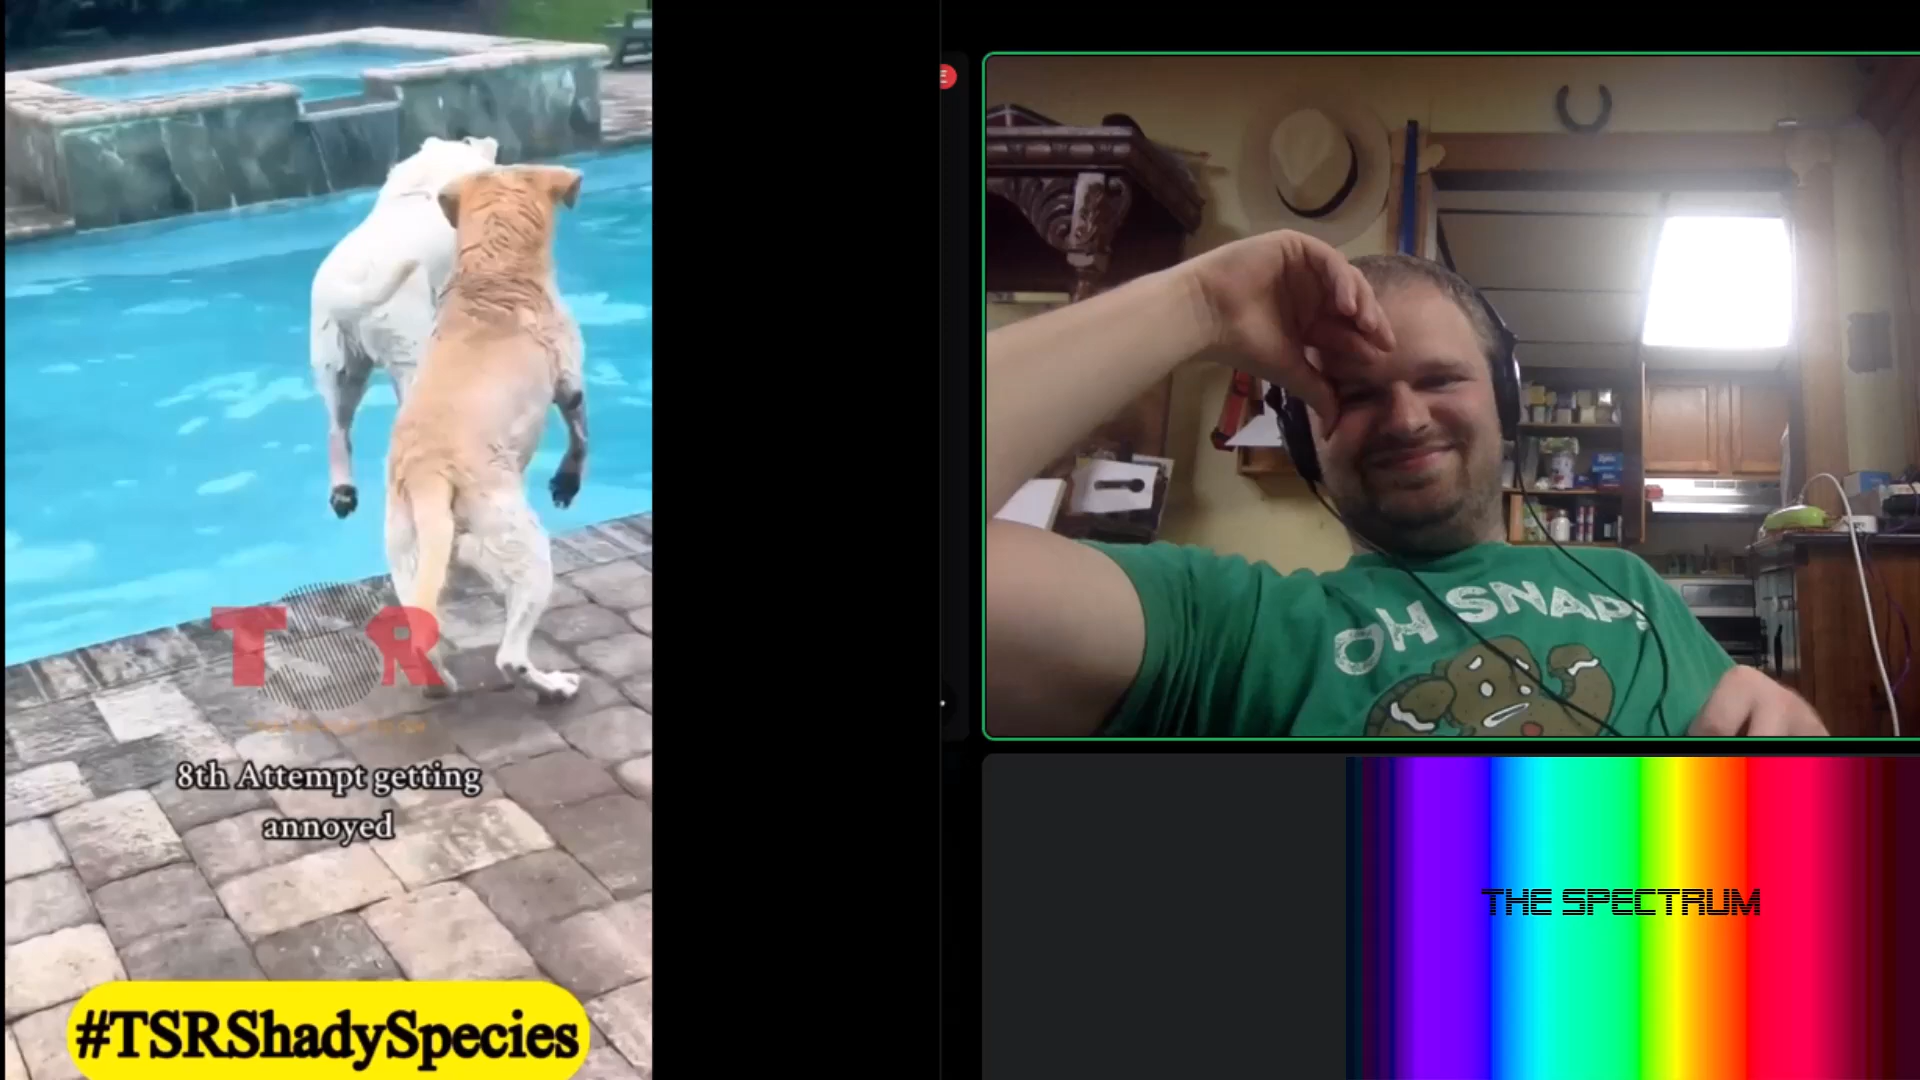 TSR
8th Attempt getting
annoyed
#TSRShadySpecies
E
OH SNAP!
THE SPECTRUM